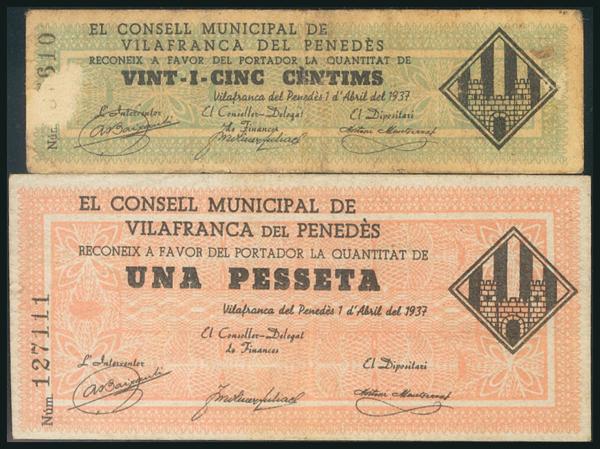 EL CONSELL MUNICIPAL DE
VILAFRANCA DEL PENEDÈS
RECONEIX A FAVOR DEL PORTADOR LA QUANTITAT DE
VINT-I-CINC CÈNTIMS
Vilafranca del Penedès 1 d'Abril del 1937
L'Interventor
El Conseller-Delegat
de Finances
El Dipositari
Núm. 610
EL CONSELL MUNICIPAL DE
VILAFRANCA DEL PENEDÈS
RECONEIX A FAVOR DEL PORTADOR LA QUANTITAT DE
UNA PESSETA
Vilafranca del Penedès 1 d'Abril del 1937
El Conseller-Delegat
de Finances
L'Interventor
El Dipositari
Núm 127111